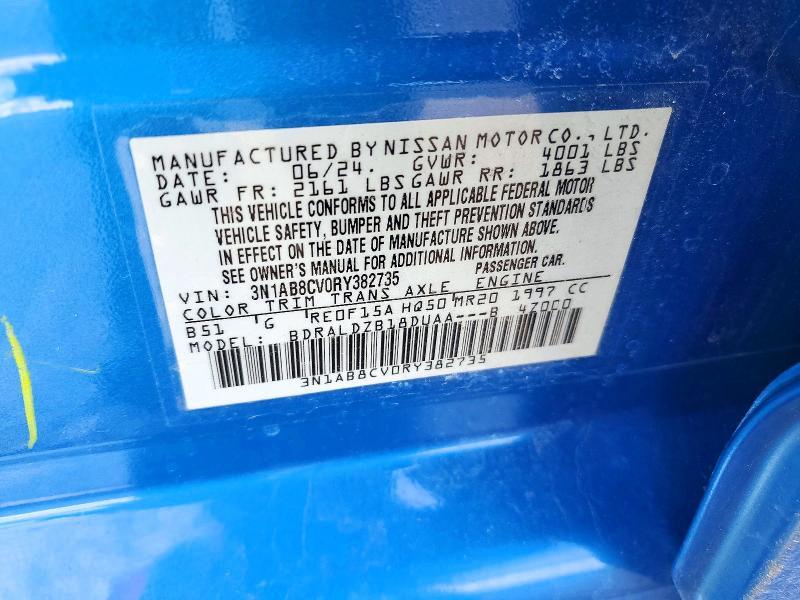 MANUFACTURED BY NISSAN MOTOR CO., LTD.
DATE: 06/24. GVWR: 4001 LBS
GAWR FR: 2161 LBS GAWR RR: 1863 LBS
THIS VEHICLE CONFORMS TO ALL APPLICABLE FEDERAL MOTOR
VEHICLE SAFETY, BUMPER AND THEFT PREVENTION STANDARDS
IN EFFECT ON THE DATE OF MANUFACTURE SHOWN ABOVE.
SEE OWNER'S MANUAL FOR ADDITIONAL INFORMATION.
VIN: 3N1AB8CV0RY382735 PASSENGER CAR.
COLOR TRIM TRANS AXLE ENGINE
B51 G RE0F15A HQ50 MR20 1997 CC
MODEL: BDRALDZB18DUAA---B 4Z0C0
3N1AB8CV0RY382735